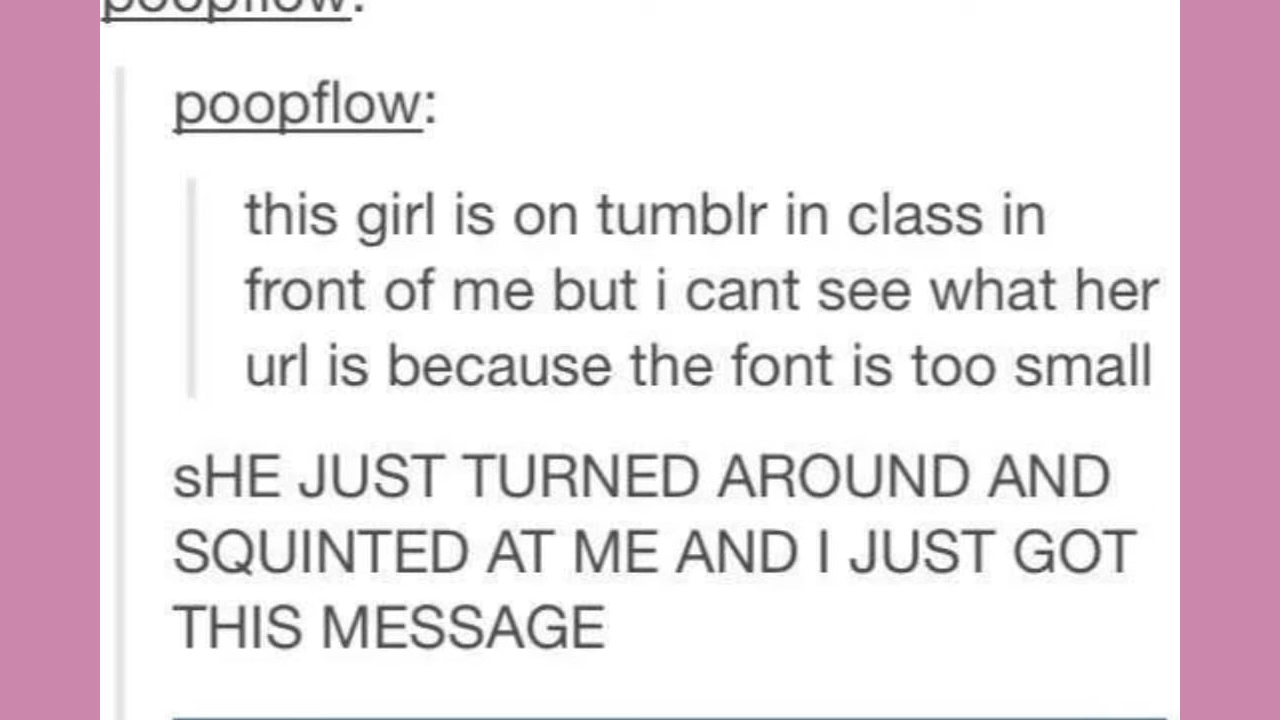 poopflow:
poopflow:
this girl is on tumblr in class in
front of me but i cant see what her
url is because the font is too small
sHE JUST TURNED AROUND AND
SQUINTED AT ME AND I JUST GOT
THIS MESSAGE